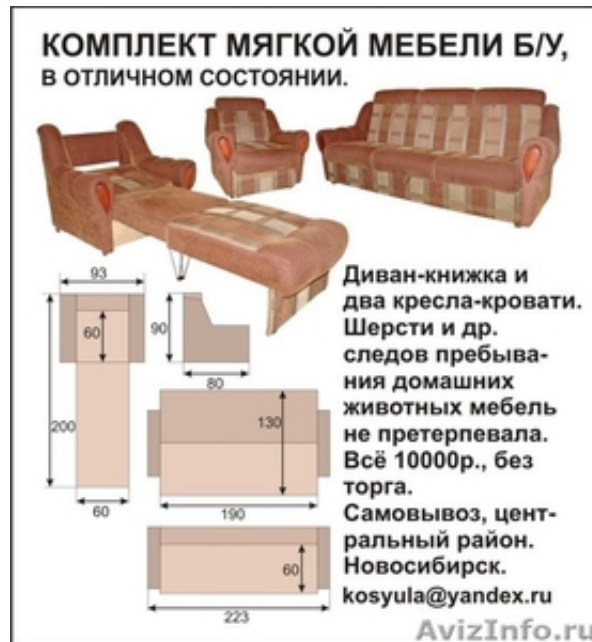 КОМПЛЕКТ МЯГКОЙ МЕБЕЛИ Б/У,
В ОТЛИЧНОМ СОСТОЯНИИ.
Диван-книжка и
два кресла-кровати.
Шерсти и др.
следов пребыва-
ния домашних
животных мебель
не претерпевала.
Всё 10000р., без
торга.
Самовывоз, цент-
ральный район.
Новосибирск.
kosyula@yandex.ru
93
60
90
80
200
60
130
190
60
223
AvizInfo.ru